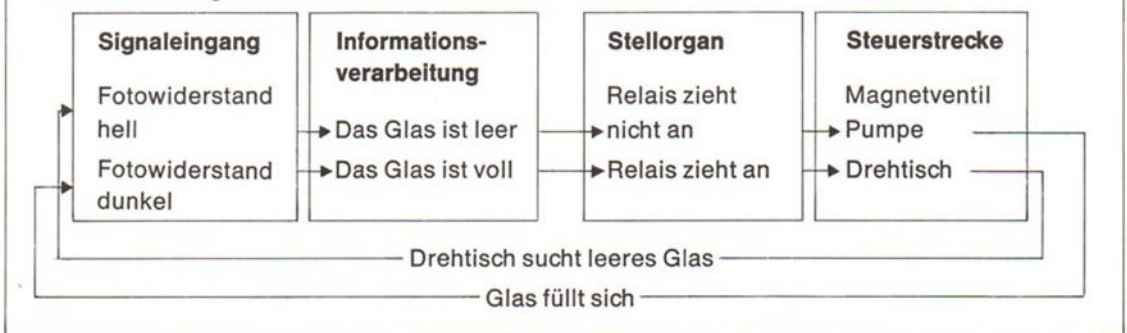 Signaleingang
Fotowiderstand
hell
Fotowiderstand
dunkel
Informations-
verarbeitung
Das Glas ist leer
Das Glas ist voll
Stellorgan
Relais zieht
nicht an
Relais zieht an
Steuerstrecke
Magnetventil
Pumpe
Drehtisch
Drehtisch sucht leeres Glas
Glas füllt sich